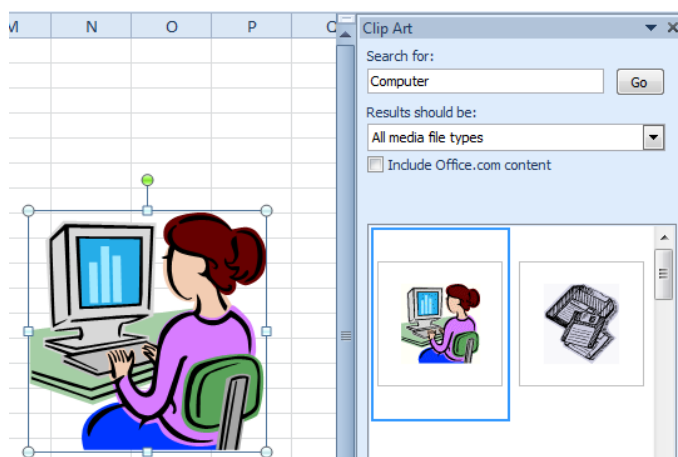 M N O P Q
Clip Art
Search for:
Computer Go
Results should be:
All media file types
Include Office.com content